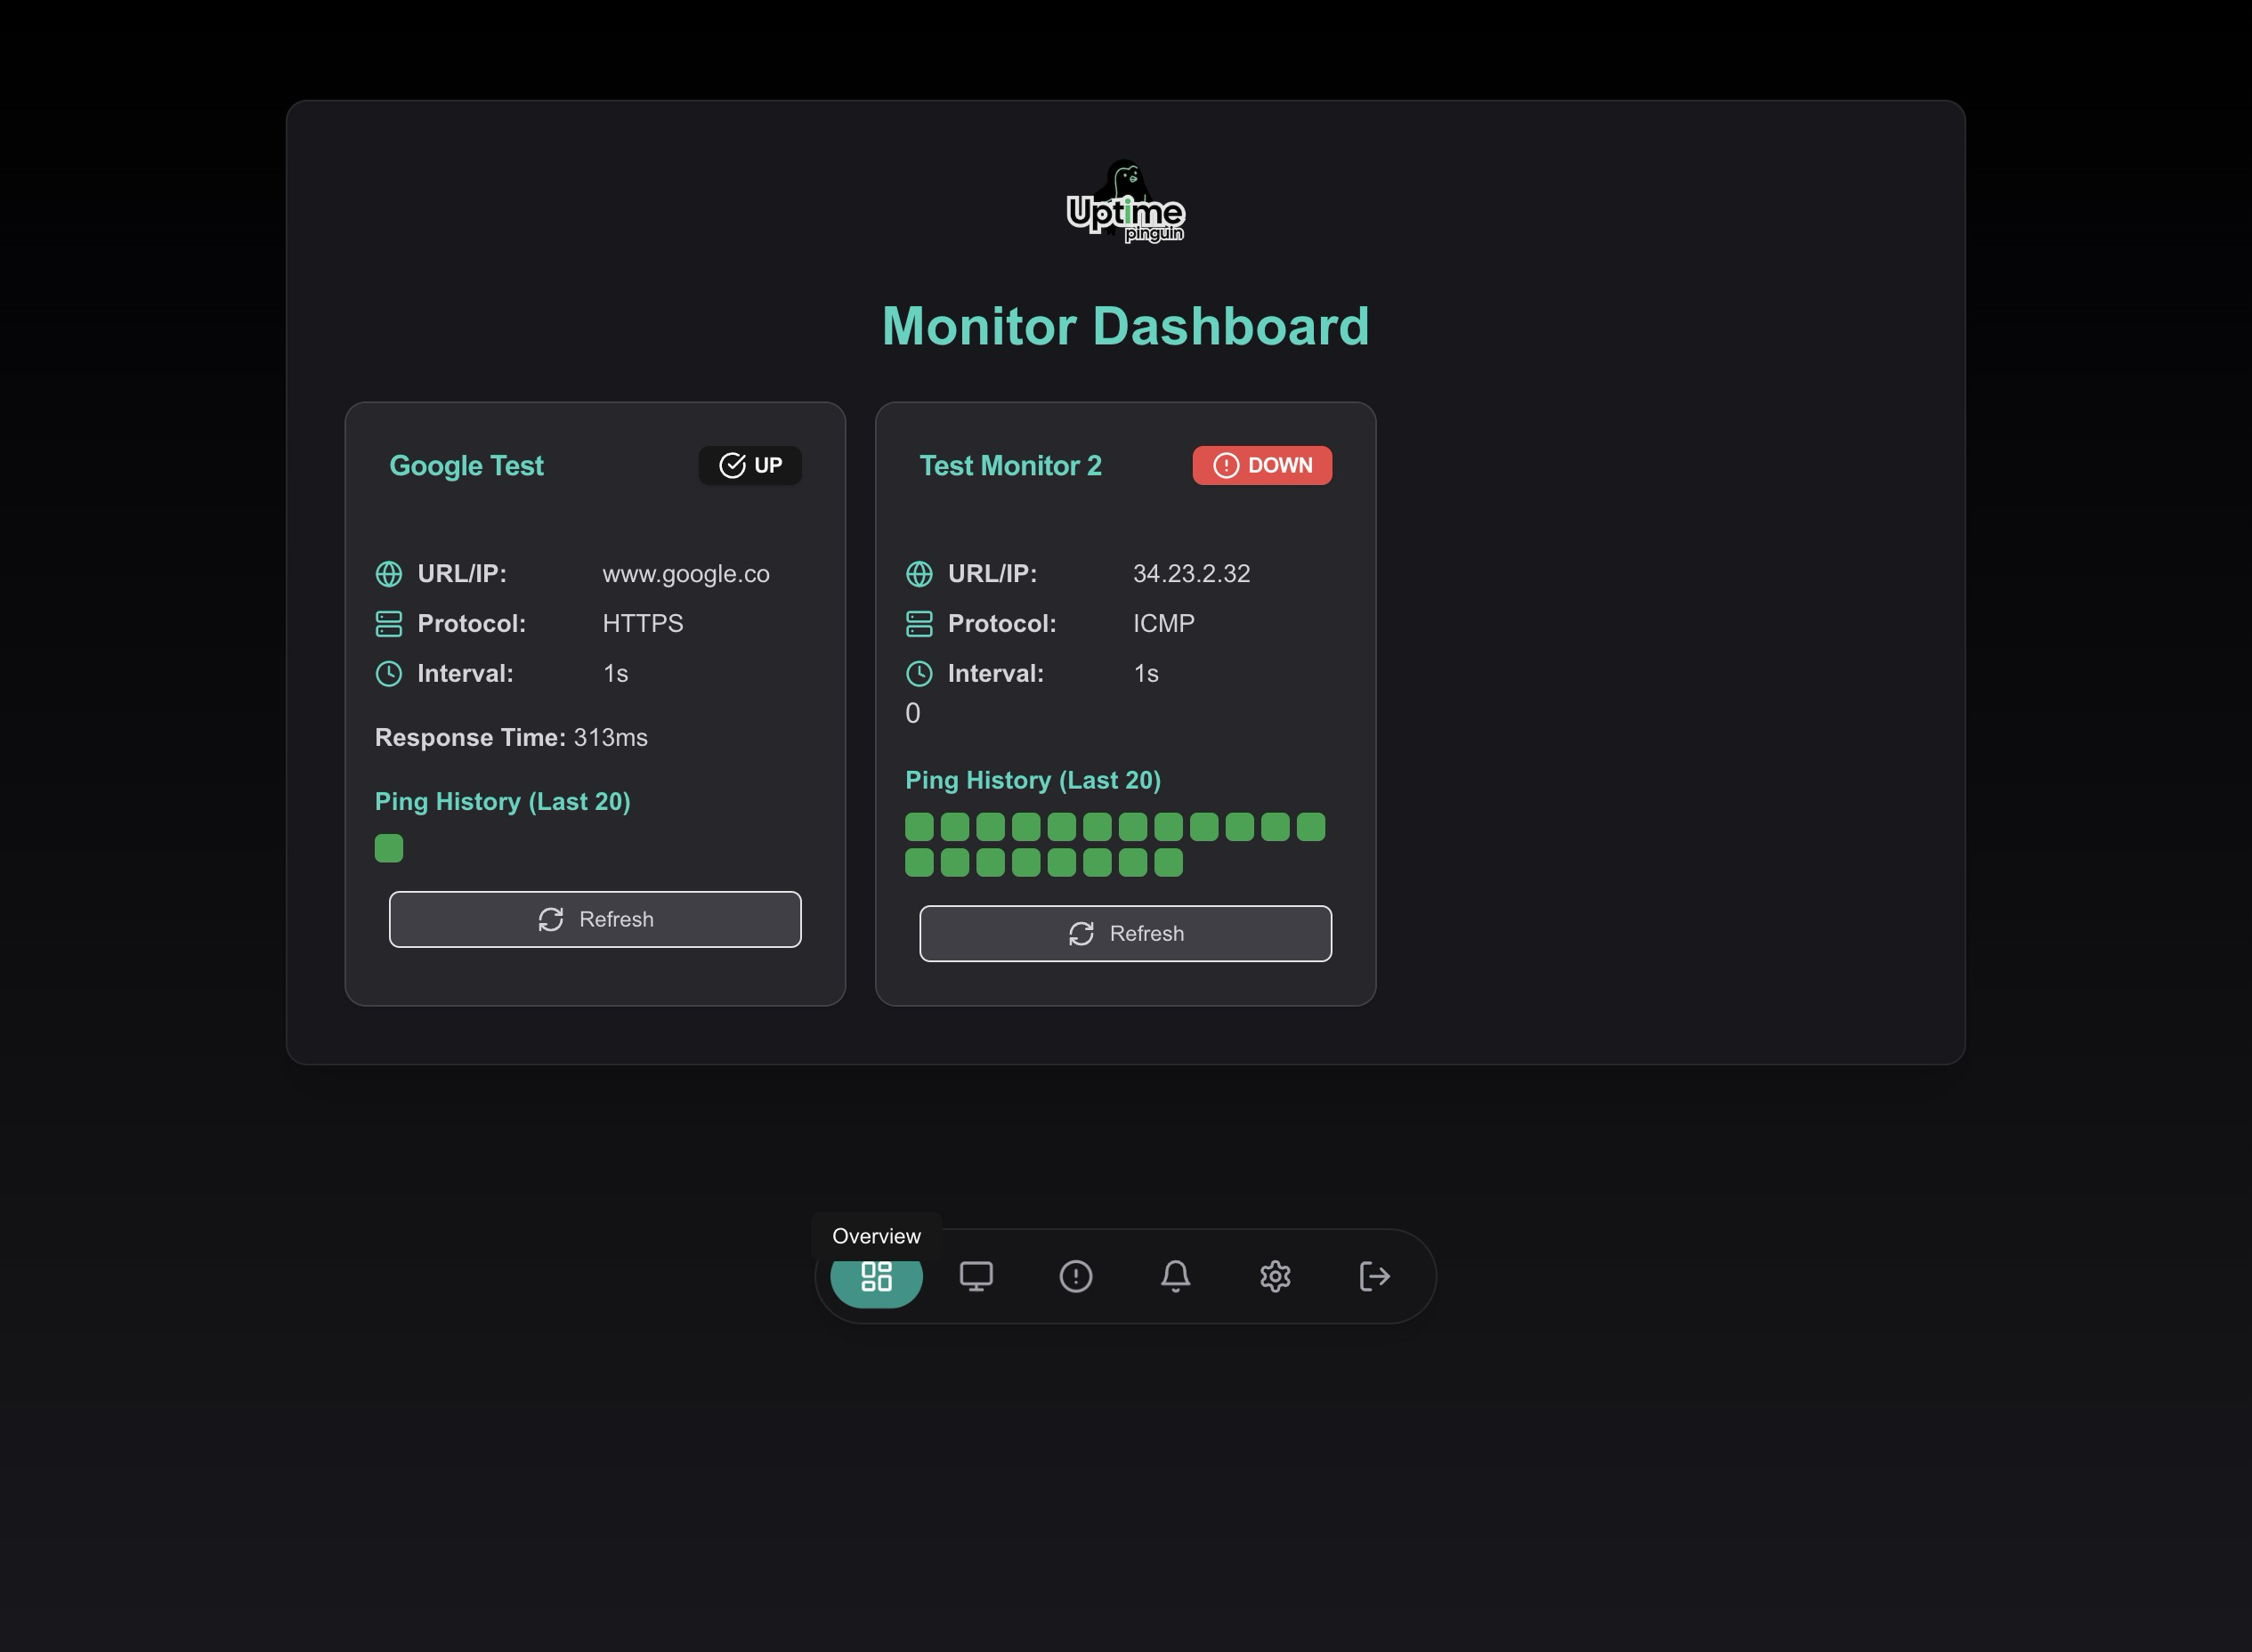 Uptime
pinguin
Monitor Dashboard
Google Test
UP
URL/IP: www.google.co
Protocol: HTTPS
Interval: 1s
Response Time: 313ms
Ping History (Last 20)
Refresh
Test Monitor 2
DOWN
URL/IP: 34.23.2.32
Protocol: ICMP
Interval: 1s
0
Ping History (Last 20)
Refresh
Overview